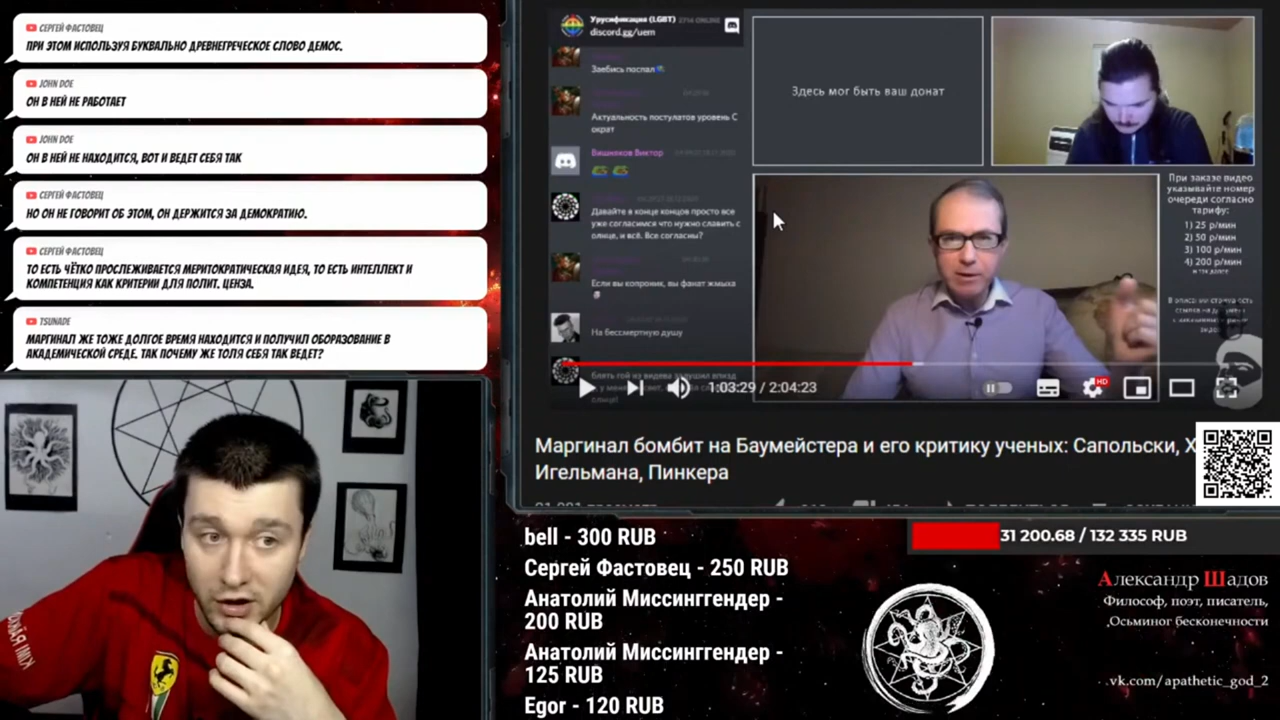 СЕРГЕЙ ФАСТОВЕЦ
ПРИ ЭТОМ ИСПОЛЬЗУЯ БУКВАЛЬНО ДРЕВНЕГРЕЧЕСКОЕ СЛОВО ДЕМОС.
JOHN DOE
ОН В НЕЙ НЕ РАБОТАЕТ
JOHN DOE
ОН В НЕЙ НЕ НАХОДИТСЯ, ВОТ И ВЕДЕТ СЕБЯ ТАК
СЕРГЕЙ ФАСТОВЕЦ
НО ОН НЕ ГОВОРИТ ОБ ЭТОМ, ОН ДЕРЖИТСЯ ЗА ДЕМОКРАТИЮ.
СЕРГЕЙ ФАСТОВЕЦ
ТО ЕСТЬ ЧЁТКО ПРОСЛЕЖИВАЕТСЯ МЕРИТОКРАТИЧЕСКАЯ ИДЕЯ, ТО ЕСТЬ ИНТЕЛЛЕКТ И
КОМПЕТЕНЦИЯ КАК КРИТЕРИИ ДЛЯ ПОЛИТ. ЦЕНЗА.
TSUNADE
МАРГИНАЛ ЖЕ ТОЖЕ ДОЛГОЕ ВРЕМЯ НАХОДИТСЯ И ПОЛУЧИЛ ОБОРАЗОВАНИЕ В
АКАДЕМИЧЕСКОЙ СРЕДЕ. ТАК ПОЧЕМУ ЖЕ ТОЛЯ СЕБЯ ТАК ВЕДЕТ?
Урусификация (LGBT)
discord.gg/uem
Заебись поспал
Актуальность постулатов уровень С
ократ
Вишняков Виктор
Давайте в конце концов просто все
уже согласимся что нужно славить с
олнце, и всё. Все согласны?
Если вы копроник, вы фанат жмыха
На бессмертную душу
Здесь мог быть ваш донат
При заказе видео
указывайте номер
очереди согласно
тарифу:
1) 25 р/мин
2) 50 р/мин
3) 100 р/мин
4) 200 р/мин
1:03:29 / 2:04:23
HD
Маргинал бомбит на Баумейстера и его критику ученых: Сапольски, Х
Игельмана, Пинкера
bell - 300 RUB
Сергей Фастовец - 250 RUB
Анатолий Миссинггендер -
200 RUB
Анатолий Миссинггендер -
125 RUB
Egor - 120 RUB
31 200.68 / 132 335 RUB
Александр Шадов
Философ, поэт, писатель,
Осьминог бесконечности
vk.com/apathetic_god_2